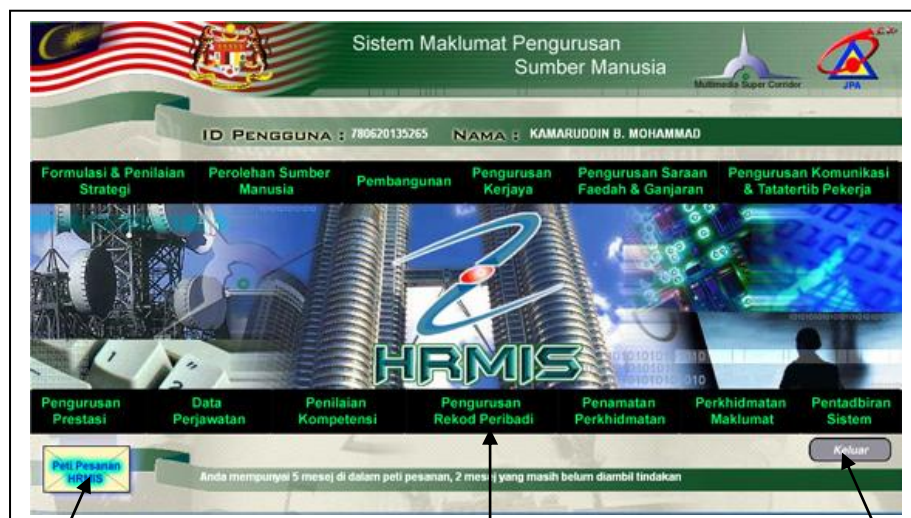 Sistem Maklumat Pengurusan
Sumber Manusia
Multimedia Super Corridor
JPA
ID PENGGUNA : 780620135265 NAMA : KAMARUDDIN B. MOHAMMAD
Formulasi & Penilaian Strategi
Perolehan Sumber Manusia
Pembangunan
Pengurusan Kerjaya
Pengurusan Saraan Faedah & Ganjaran
Pengurusan Komunikasi & Tatatertib Pekerja
HRMIS
Pengurusan Prestasi
Data Perjawatan
Penilaian Kompetensi
Pengurusan Rekod Peribadi
Penamatan Perkhidmatan
Perkhidmatan Maklumat
Pentadbiran Sistem
Keluar
Peti Pesanan
HRMIS
Anda mempunyai 5 mesej di dalam peti pesanan, 2 mesej yang masih belum diambil tindakan